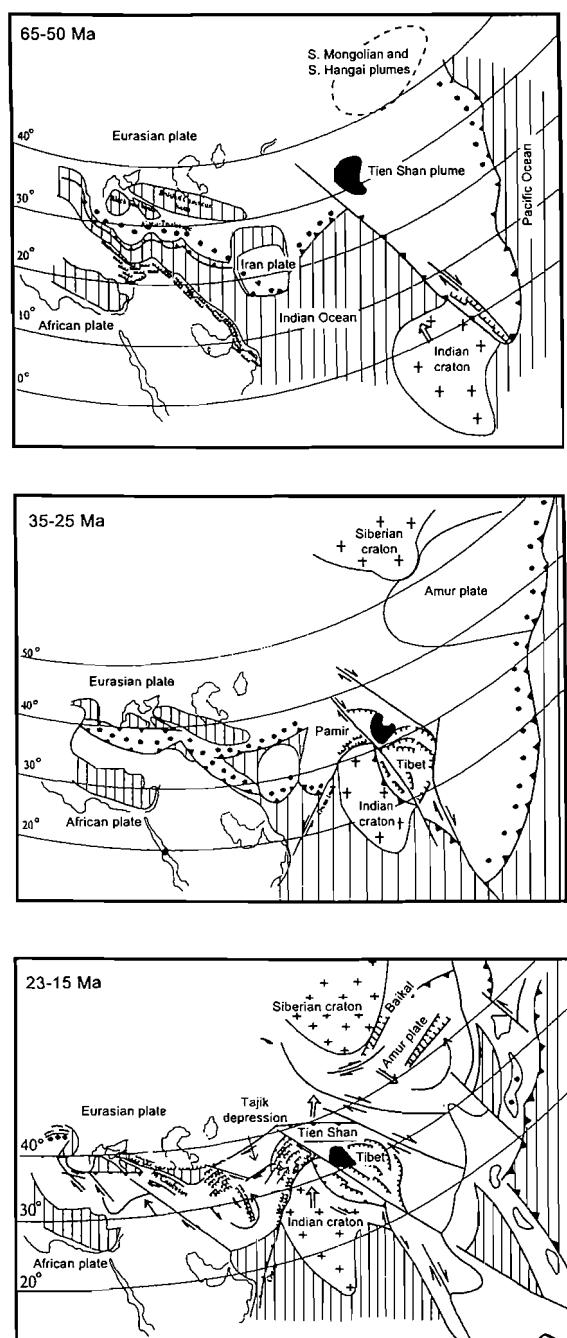 65-50 Ma
S. Mongolian and
S. Hangai plumes
40°
Eurasian plate
Tien Shan plume
Pacific Ocean
30°
20°
Iran plate
10°
African plate
Indian Ocean
Indian
craton
0°
35-25 Ma
Siberian
craton
Amur plate
50°
Eurasian plate
40°
Pamir
Tibet
30°
Indian
craton
African plate
20°
23-15 Ma
Siberian craton
Baikal
Amur plate
Tajik
depression
Eurasian plate
Tien Shan
40°
Tibet
30°
Indian craton
African plate
20°